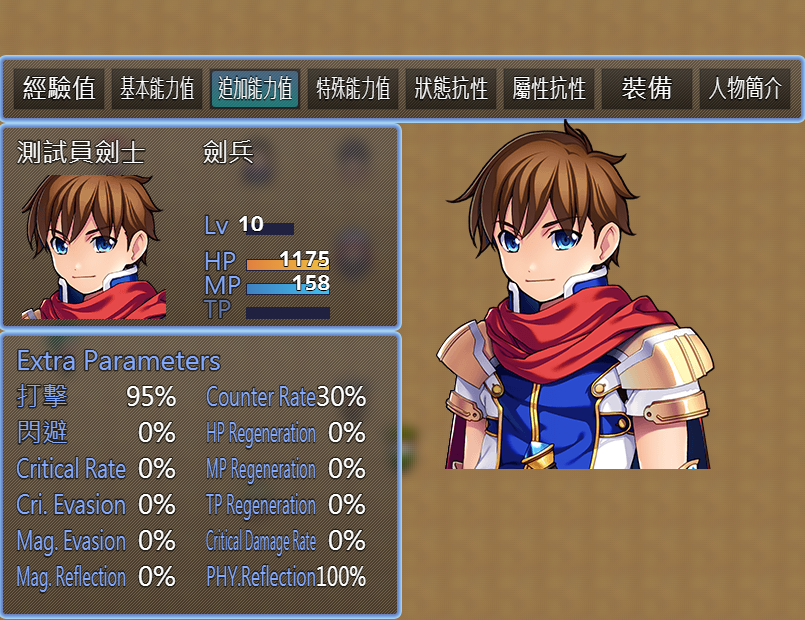 經驗值 基本能力值 追加能力值 特殊能力值 狀態抗性 屬性抗性 裝備 人物簡介
測試員劍士 劍兵
Lv 10
HP 1175
MP 158
TP
Extra Parameters
打擊 95% Counter Rate 30%
閃避 0% HP Regeneration 0%
Critical Rate 0% MP Regeneration 0%
Cri. Evasion 0% TP Regeneration 0%
Mag. Evasion 0% Critical Damage Rate 0%
Mag. Reflection 0% PHY.Reflection 100%